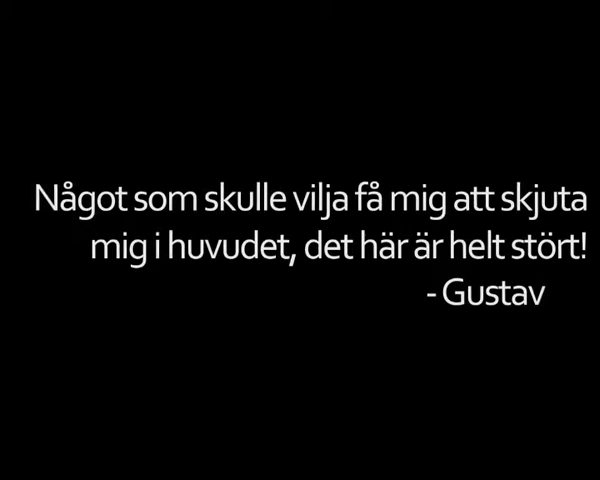 Något som skulle vilja få mig att skjuta
mig i huvudet, det här är helt stört!
- Gustav